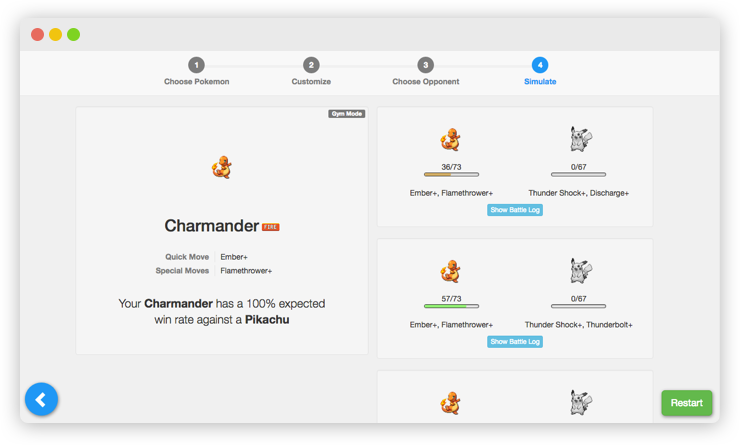 1
2
3
4
Choose Pokemon
Customize
Choose Opponent
Simulate
Gym Mode
Charmander FIRE
Quick Move Ember+
Special Moves Flamethrower+
Your Charmander has a 100% expected
win rate against a Pikachu
36/73
0/67
Ember+, Flamethrower+
Thunder Shock+, Discharge+
Show Battle Log
57/73
0/67
Ember+, Flamethrower+
Thunder Shock+, Thunderbolt+
Show Battle Log
Restart